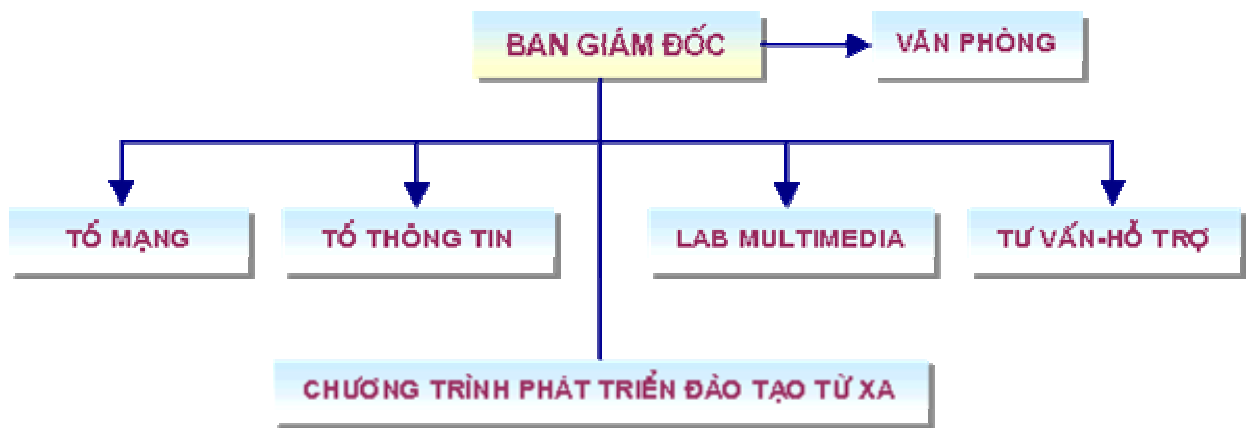 BAN GIÁM ĐỐC
VĂN PHÒNG
TỔ MẠNG
TỔ THÔNG TIN
LAB MULTIMEDIA
TƯ VẤN-HỖ TRỢ
CHƯƠNG TRÌNH PHÁT TRIỂN ĐÀO TẠO TỪ XA